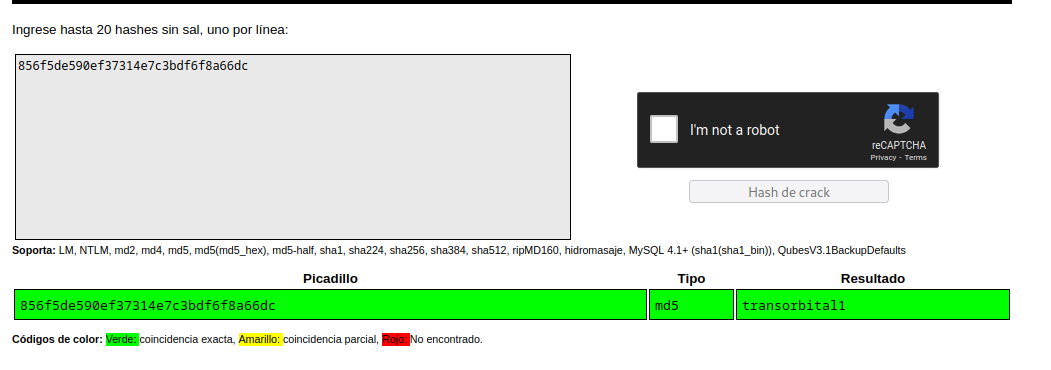 Ingrese hasta 20 hashes sin sal, uno por línea:
856f5de590ef37314e7c3bdf6f8a66dc
I'm not a robot
reCAPTCHA
Privacy - Terms
Hash de crack
Soporta: LM, NTLM, md2, md4, md5, md5(md5_hex), md5-half, sha1, sha224, sha256, sha384, sha512, ripMD160, hidromasaje, MySQL 4.1+ (sha1(sha1_bin)), QubesV3.1BackupDefaults
Picadillo Tipo Resultado
856f5de590ef37314e7c3bdf6f8a66dc md5 transorbital1
Códigos de color: Verde: coincidencia exacta, Amarillo: coincidencia parcial, Rojo: No encontrado.